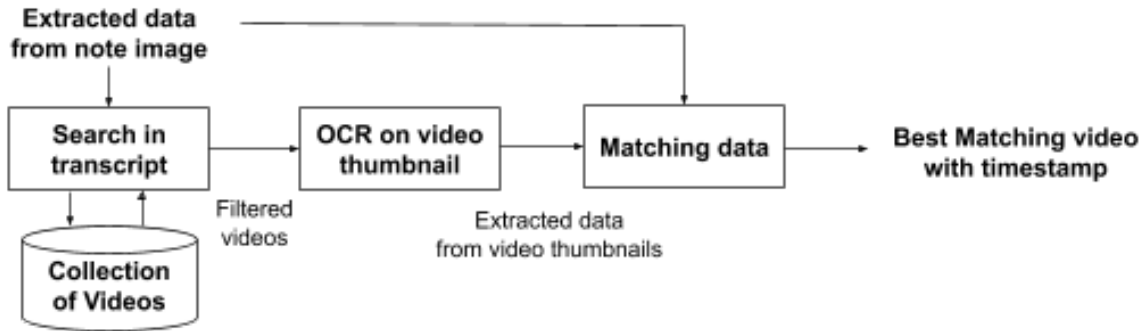 Extracted data
from note image
Search in
transcript
OCR on video
thumbnail
Matching data
Best Matching video
with timestamp
Filtered
videos
Extracted data
from video thumbnails
Collection
of Videos